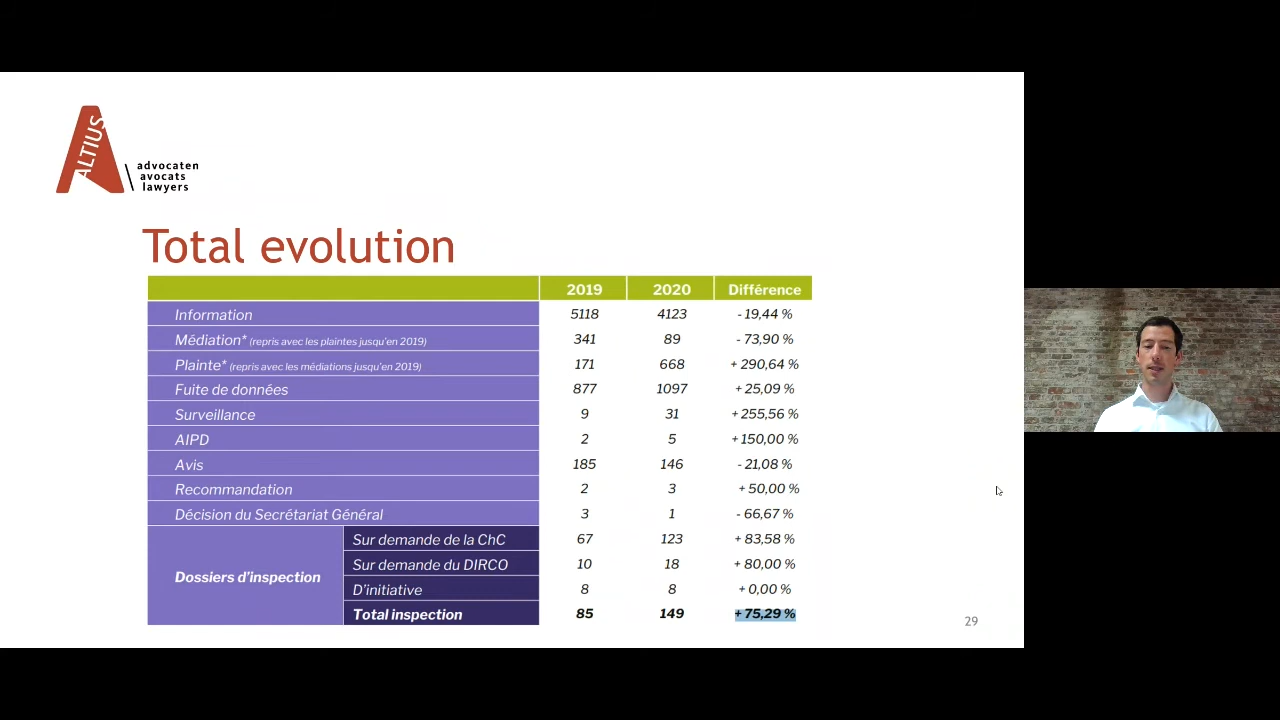 ALTIUS
advocaten
avocats
lawyers
Total evolution
2019 2020 Différence
Information 5118 4123 - 19,44 %
Médiation* (repris avec les plaintes jusqu'en 2019) 341 89 - 73,90 %
Plainte* (repris avec les médiations jusqu'en 2019) 171 668 + 290,64 %
Fuite de données 877 1097 + 25,09 %
Surveillance 9 31 + 255,56 %
AIPD 2 5 + 150,00 %
Avis 185 146 - 21,08 %
Recommandation 2 3 + 50,00 %
Décision du Secrétariat Général 3 1 - 66,67 %
Dossiers d'inspection
Sur demande de la ChC 67 123 + 83,58 %
Sur demande du DIRCO 10 18 + 80,00 %
D'initiative 8 8 + 0,00 %
Total inspection 85 149 + 75,29 %
29